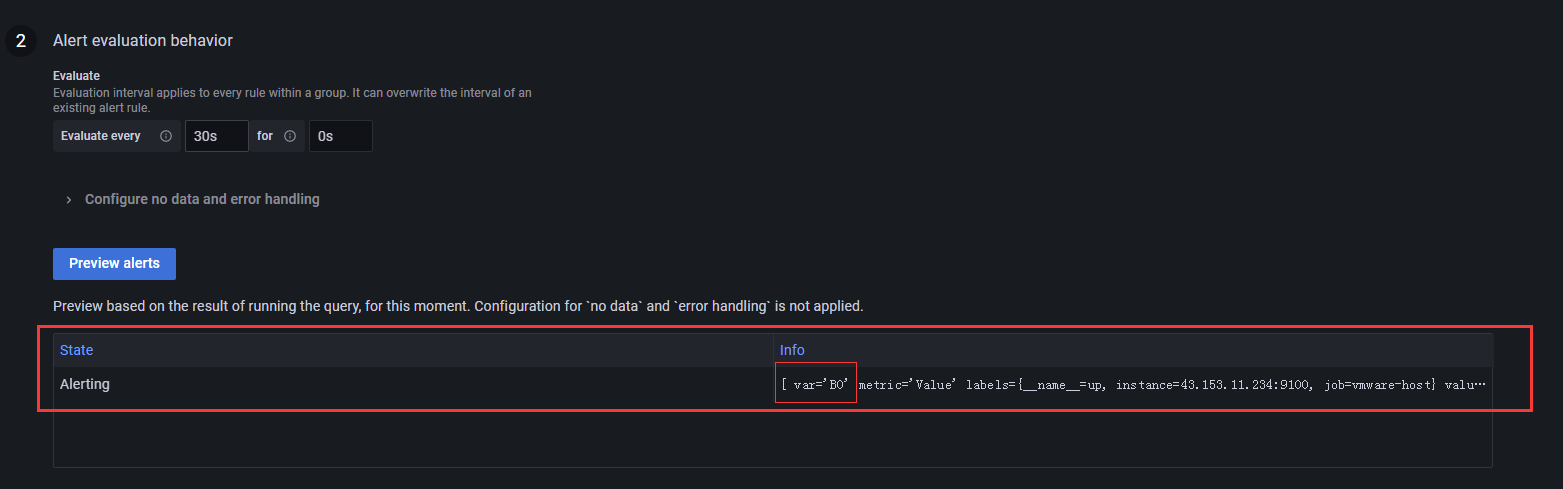 2 Alert evaluation behavior
Evaluate
Evaluation interval applies to every rule within a group. It can overwrite the interval of an
existing alert rule.
Evaluate every 30s for 0s
Configure no data and error handling
Preview alerts
Preview based on the result of running the query, for this moment. Configuration for `no data` and `error handling` is not applied.
State Info
Alerting [ var='B0' metric='Value' labels={__name__=up, instance=43.153.11.234:9100, job=vmware-host} valu…